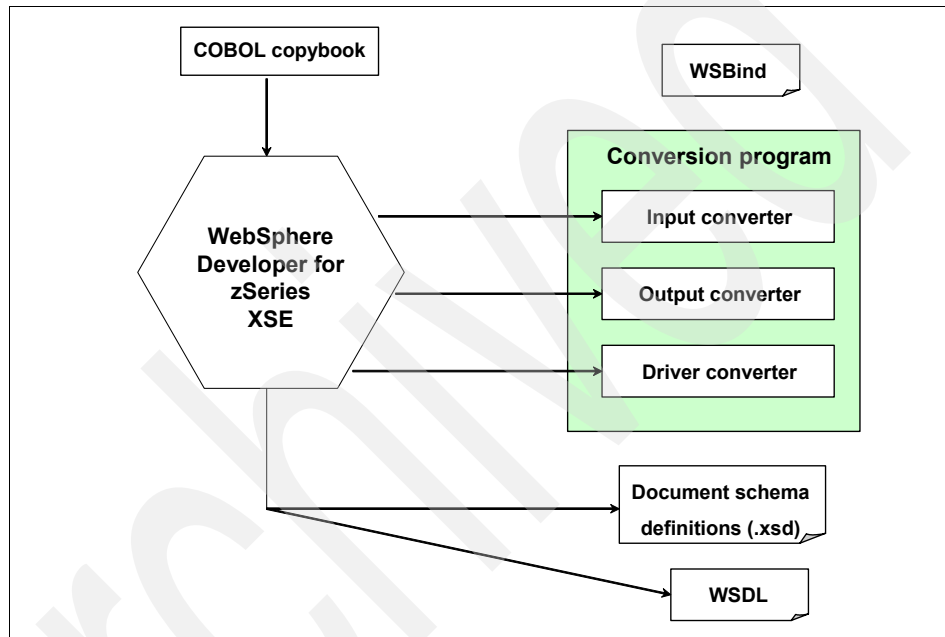 COBOL copybook
WSBind
Conversion program
WebSphere
Developer for
zSeries
XSE
Input converter
Output converter
Driver converter
Document schema
definitions (.xsd)
WSDL
rchived